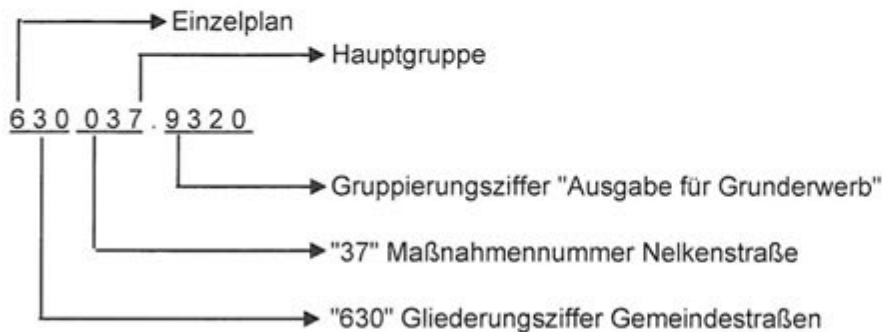 Einzelplan
Hauptgruppe
630 037.9320
Gruppierungsziffer "Ausgabe für Grunderwerb"
"37" Maßnahmennummer Nelkenstraße
"630" Gliederungsziffer Gemeindestraßen